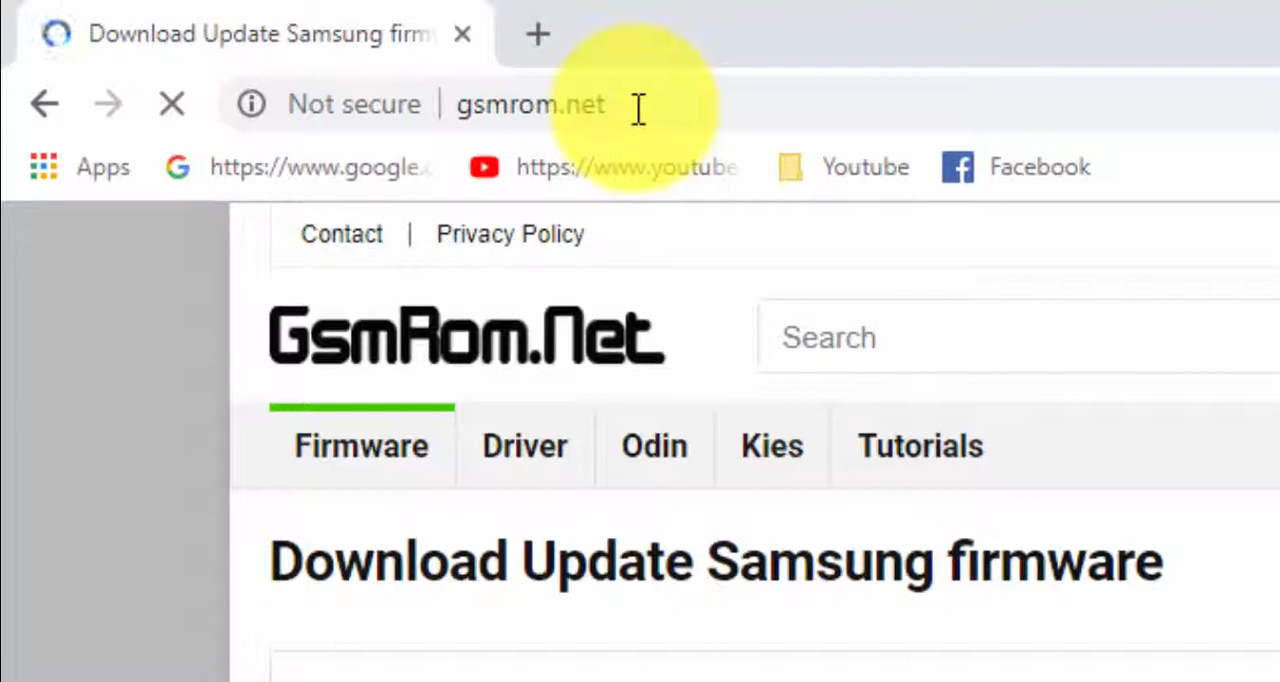 Download Update Samsung firm
Not secure | gsmrom.net
Apps https://www.google. https://www.youtube Youtube Facebook
Contact | Privacy Policy
GsmRom.Net Search
Firmware Driver Odin Kies Tutorials
Download Update Samsung firmware